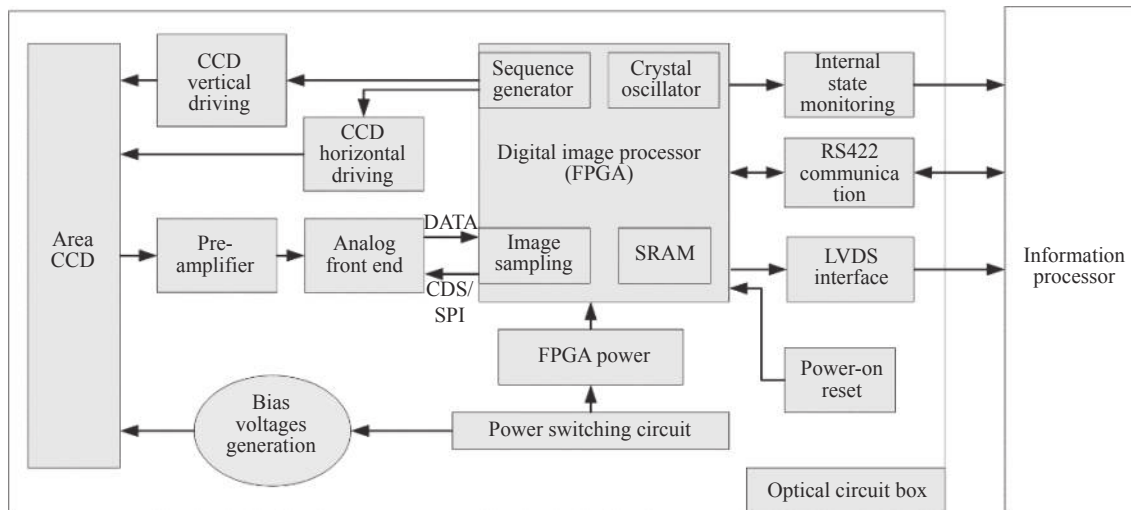 CCD
vertical
driving
Sequence
generator
Crystal
oscillator
Internal
state
monitoring
CCD
horizontal
driving
Digital image processor
(FPGA)
RS422
communica
tion
Area
CCD
Pre-
amplifier
Analog
front end
DATA
CDS/
SPI
Image
sampling
SRAM
LVDS
interface
Information
processor
FPGA power
Power-on
reset
Bias
voltages
generation
Power switching circuit
Optical circuit box